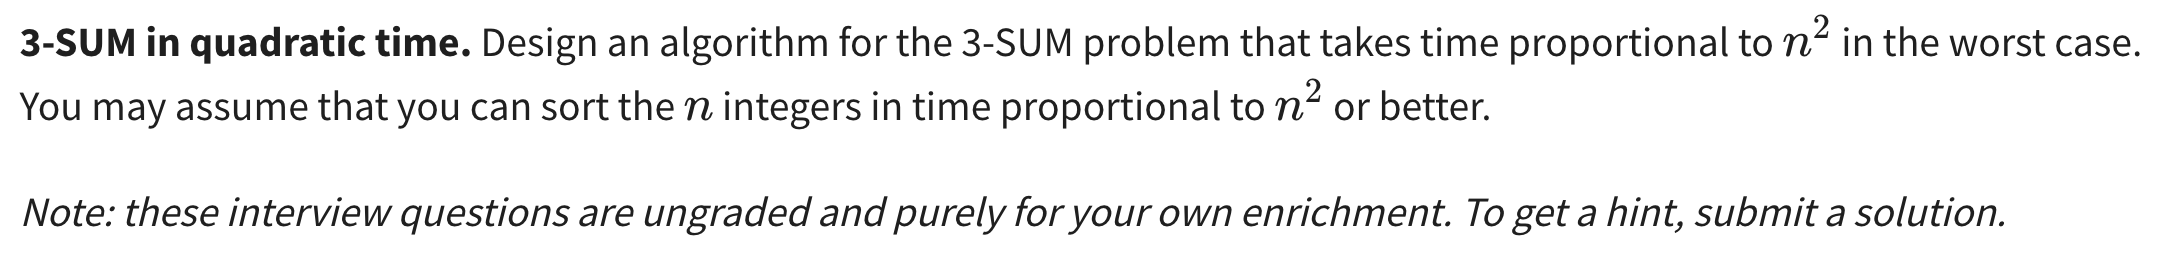 3-SUM in quadratic time. Design an algorithm for the 3-SUM problem that takes time proportional to n² in the worst case.
You may assume that you can sort the n integers in time proportional to n² or better.
Note: these interview questions are ungraded and purely for your own enrichment. To get a hint, submit a solution.